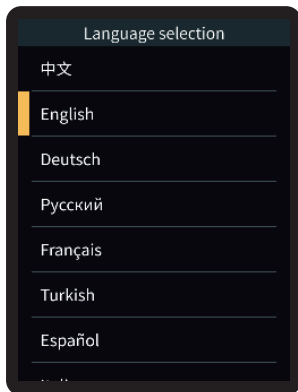 Language selection
中文
English
Deutsch
Русский
Français
Turkish
Español